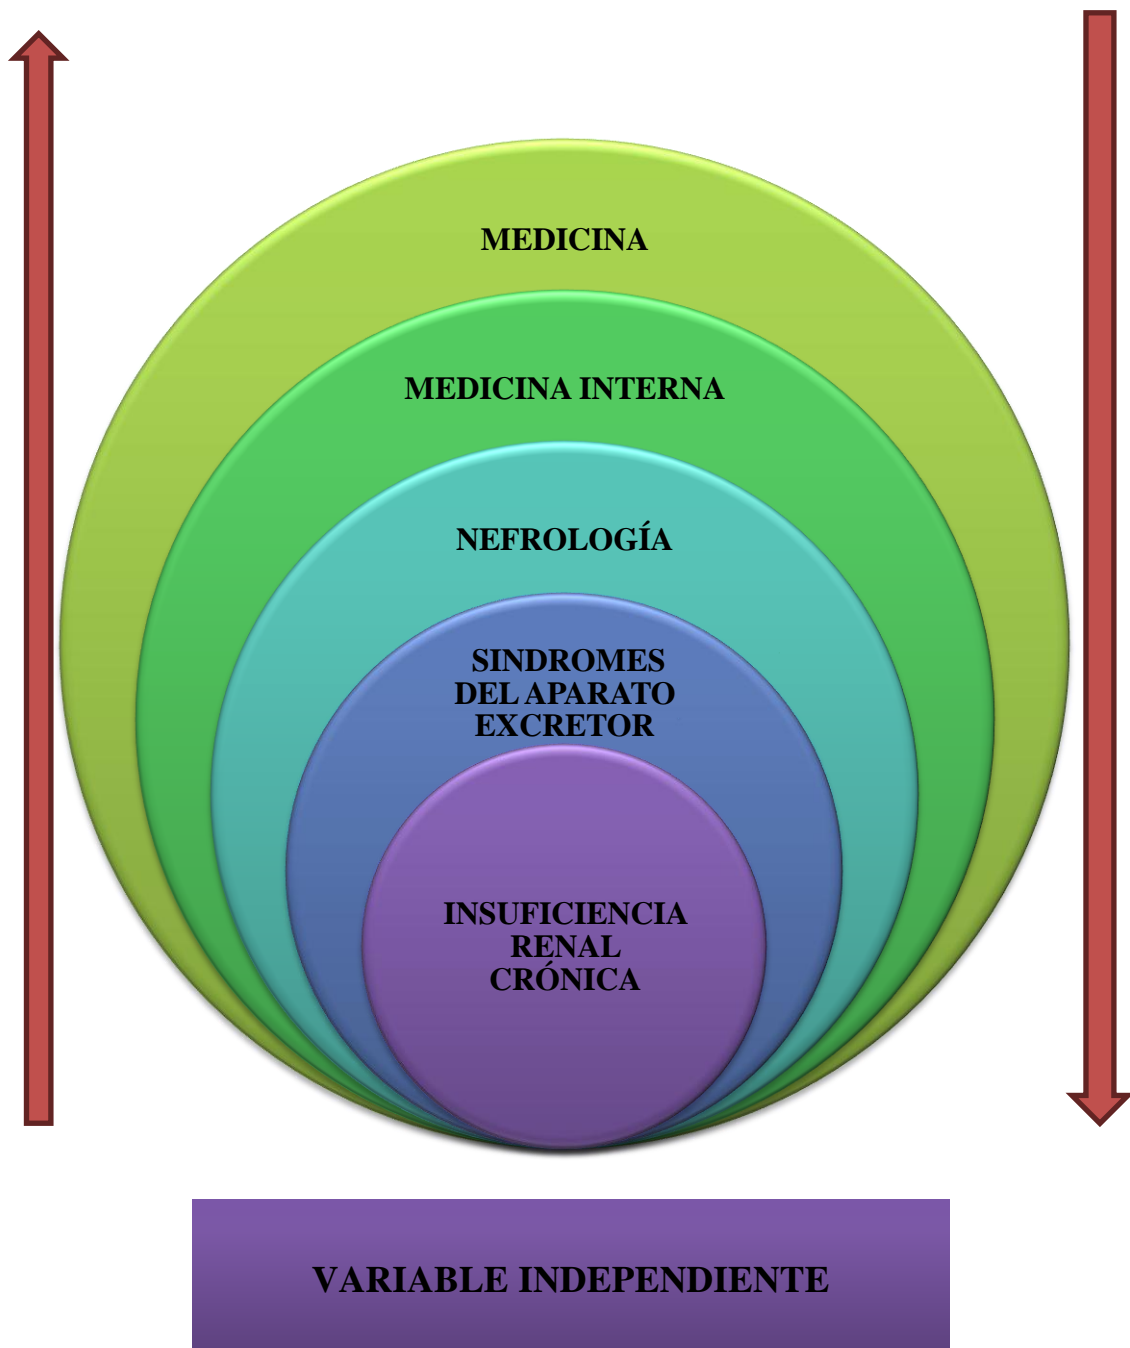 MEDICINA
MEDICINA INTERNA
NEFROLOGÍA
SINDROMES
DEL APARATO
EXCRETOR
INSUFICIENCIA
RENAL
CRÓNICA
VARIABLE INDEPENDIENTE